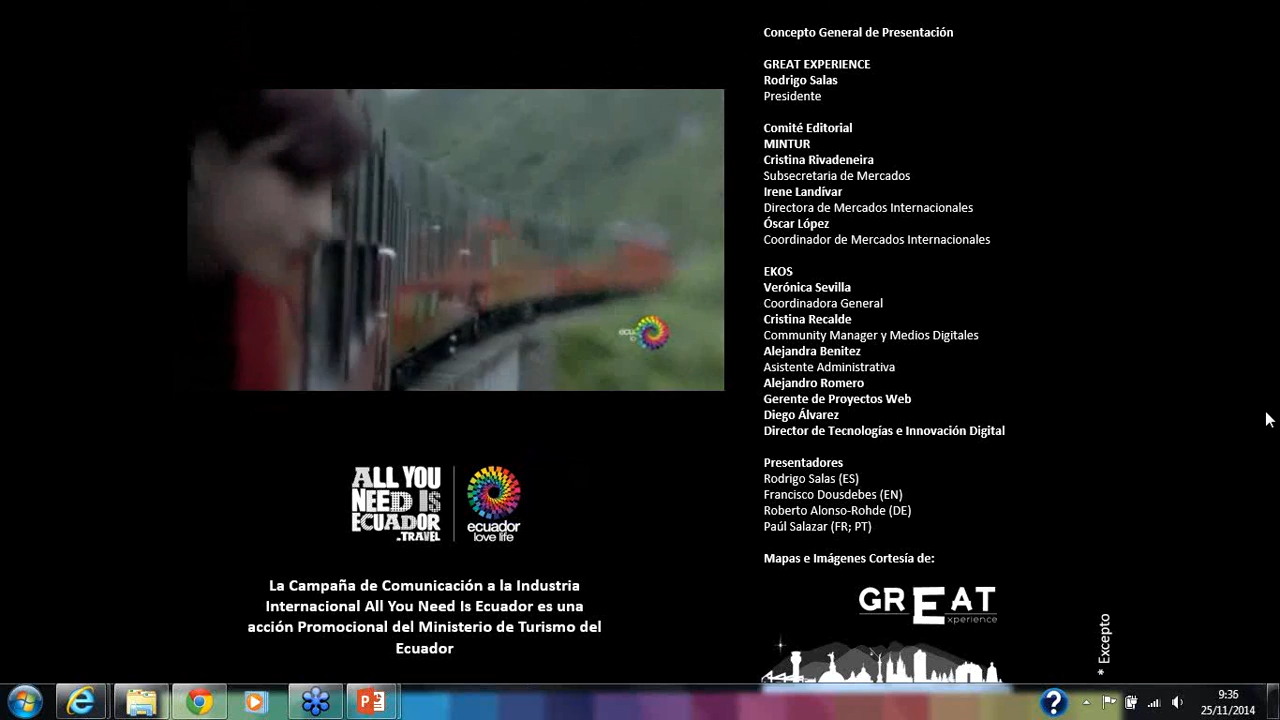 Concepto General de Presentación
GREAT EXPERIENCE
Rodrigo Salas
Presidente
Comité Editorial
MINTUR
Cristina Rivadeneira
Subsecretaria de Mercados
Irene Landívar
Directora de Mercados Internacionales
Óscar López
Coordinador de Mercados Internacionales
EKOS
Verónica Sevilla
Coordinadora General
Cristina Recalde
Community Manager y Medios Digitales
Alejandra Benitez
Asistente Administrativa
Alejandro Romero
Gerente de Proyectos Web
Diego Álvarez
Director de Tecnologías e Innovación Digital
Presentadores
Rodrigo Salas (ES)
Francisco Dousdebes (EN)
Roberto Alonso-Rohde (DE)
Paúl Salazar (FR; PT)
Mapas e Imágenes Cortesía de:
GREAT
xperience
* Excepto
ALL YOU
NEED IS
ECUADOR
.TRAVEL
ecuador
love life
La Campaña de Comunicación a la Industria
Internacional All You Need Is Ecuador es una
acción Promocional del Ministerio de Turismo del
Ecuador
9:36
25/11/2014